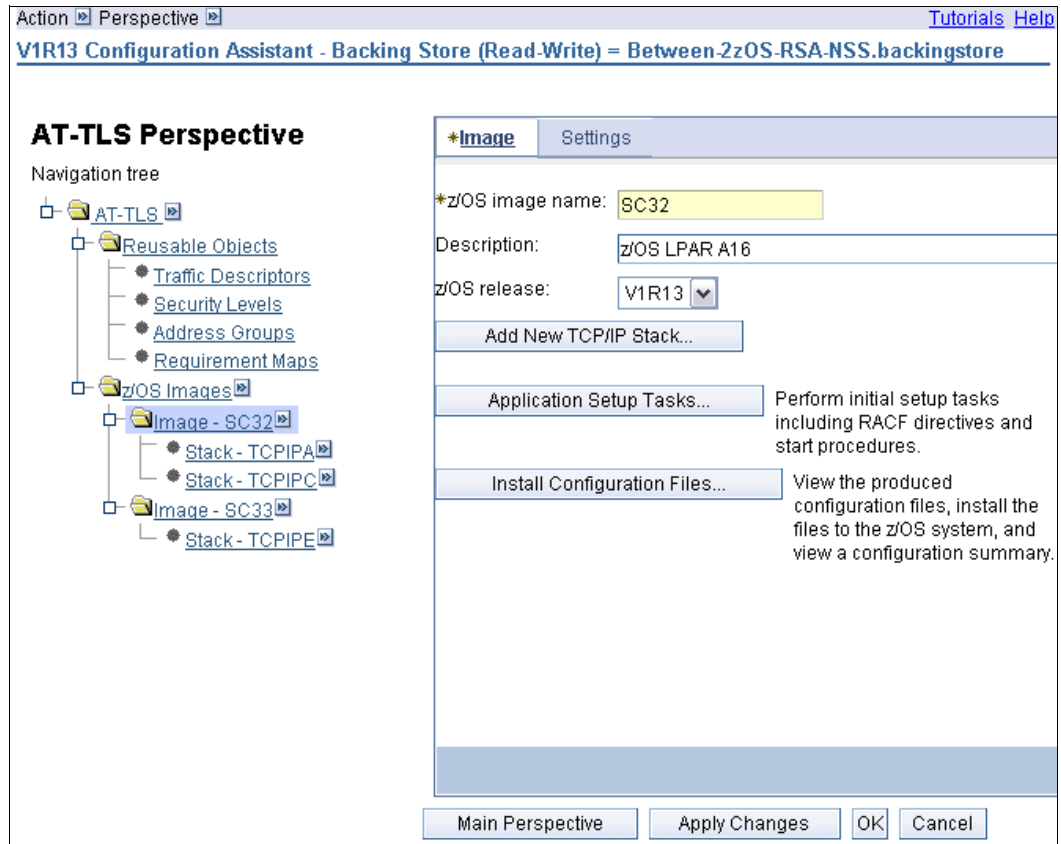 Action Perspective Tutorials Help
V1R13 Configuration Assistant - Backing Store (Read-Write) = Between-2zOS-RSA-NSS.backingstore
AT-TLS Perspective
Navigation tree
AT-TLS
Reusable Objects
Traffic Descriptors
Security Levels
Address Groups
Requirement Maps
z/OS Images
Image - SC32
Stack - TCPIPA
Stack - TCPIPC
Image - SC33
Stack - TCPIPE
*Image Settings
*z/OS image name: SC32
Description: z/OS LPAR A16
z/OS release: V1R13
Add New TCP/IP Stack...
Application Setup Tasks...
Perform initial setup tasks
including RACF directives and
start procedures.
Install Configuration Files...
View the produced
configuration files, install the
files to the z/OS system, and
view a configuration summary.
Main Perspective Apply Changes OK Cancel